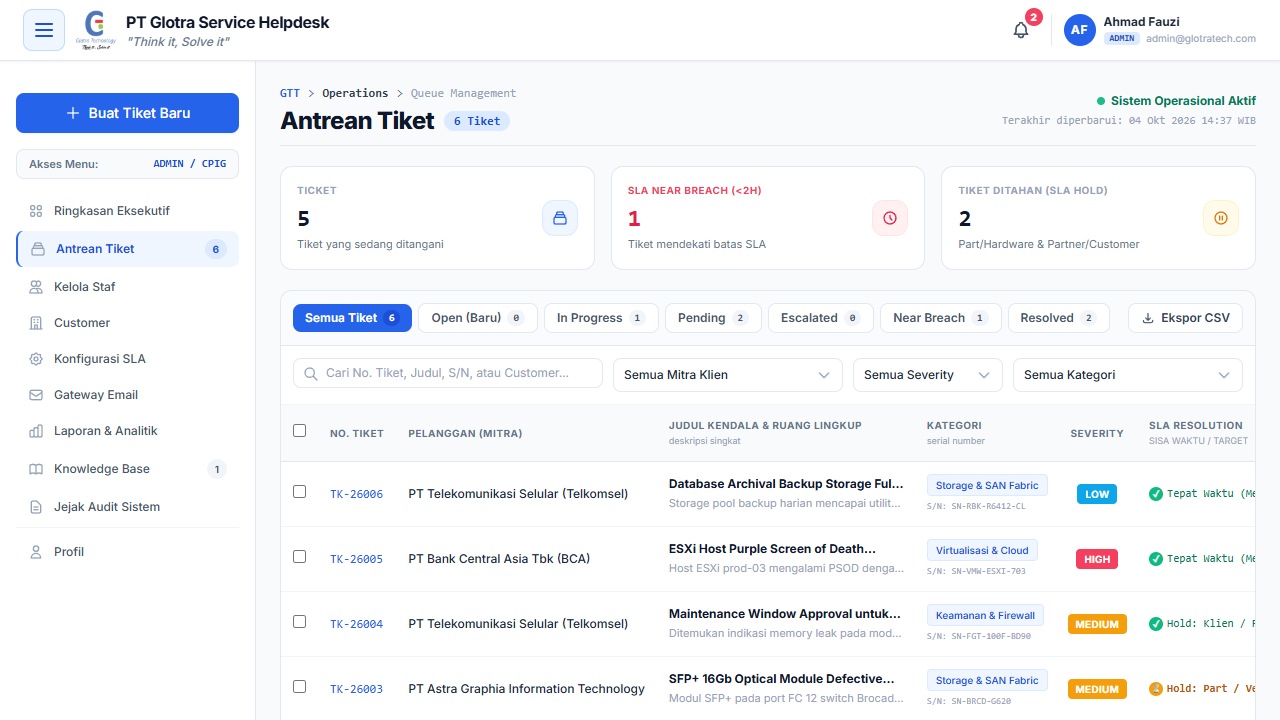 PT Glotra Service Helpdesk
"Think it, Solve it"
2
AF
Ahmad Fauzi
ADMIN admin@glotratech.com
Buat Tiket Baru
Akses Menu: ADMIN / CPIG
Ringkasan Eksekutif
Antrean Tiket 6
Kelola Staf
Customer
Konfigurasi SLA
Gateway Email
Laporan & Analitik
Knowledge Base 1
Jejak Audit Sistem
Profil
GTT > Operations > Queue Management
Antrean Tiket 6 Tiket
Sistem Operasional Aktif
Terakhir diperbarui: 04 Okt 2026 14:37 WIB
TICKET
5
Tiket yang sedang ditangani
SLA NEAR BREACH (<2H)
1
Tiket mendekati batas SLA
TIKET DITAHAN (SLA HOLD)
2
Part/Hardware & Partner/Customer
Semua Tiket 6
Open (Baru) 0
In Progress 1
Pending 2
Escalated 0
Near Breach 1
Resolved 2
Ekspor CSV
Cari No. Tiket, Judul, S/N, atau Customer...
Semua Mitra Klien
Semua Severity
Semua Kategori
NO. TIKET
PELANGGAN (MITRA)
JUDUL KENDALA & RUANG LINGKUP
deskripsi singkat
KATEGORI
serial number
SEVERITY
SLA RESOLUTION
SISA WAKTU / TARGET
TK-26006
PT Telekomunikasi Selular (Telkomsel)
Database Archival Backup Storage Ful...
Storage pool backup harian mencapai utilit...
Storage & SAN Fabric
S/N: SN-RBK-R6412-CL
LOW
Tepat Waktu (Me
TK-26005
PT Bank Central Asia Tbk (BCA)
ESXi Host Purple Screen of Death...
Host ESXi prod-03 mengalami PSOD denga...
Virtualisasi & Cloud
S/N: SN-VMW-ESXI-703
HIGH
Tepat Waktu (Me
TK-26004
PT Telekomunikasi Selular (Telkomsel)
Maintenance Window Approval untuk...
Ditemukan indikasi memory leak pada mod...
Keamanan & Firewall
S/N: SN-FGT-100F-BD90
MEDIUM
Hold: Klien /
TK-26003
PT Astra Graphia Information Technology
SFP+ 16Gb Optical Module Defective...
Modul SFP+ pada port FC 12 switch Brocad...
Storage & SAN Fabric
S/N: SN-BRCD-G620
MEDIUM
Hold: Part / Ve